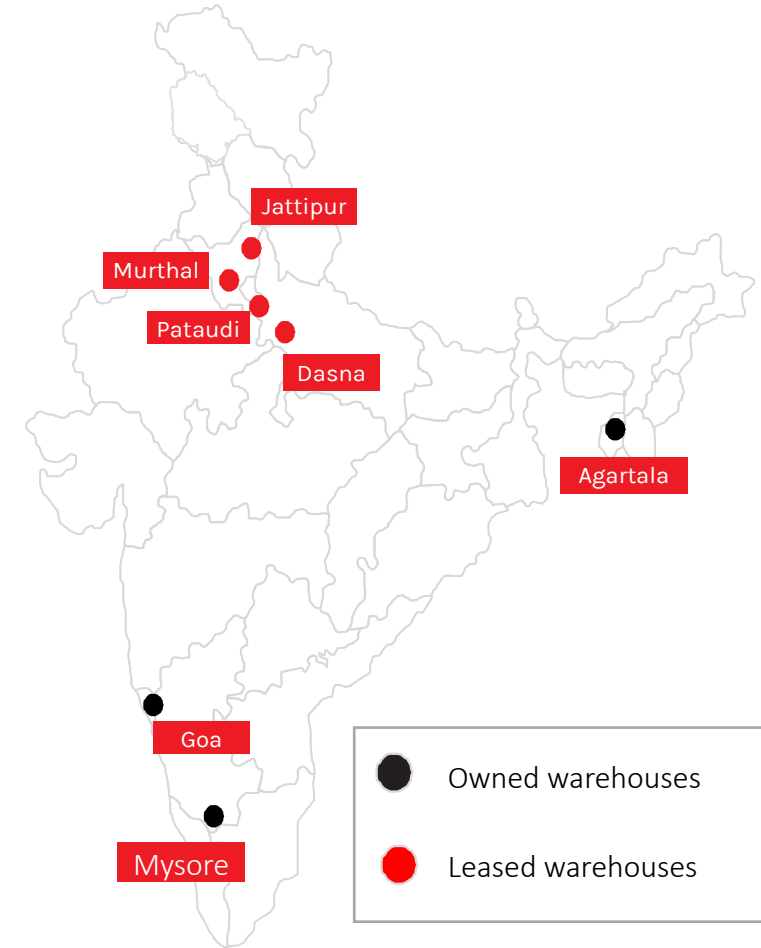 Jattipur
Murthal
Pataudi
Dasna
Agartala
Goa
Mysore
Owned warehouses
Leased warehouses